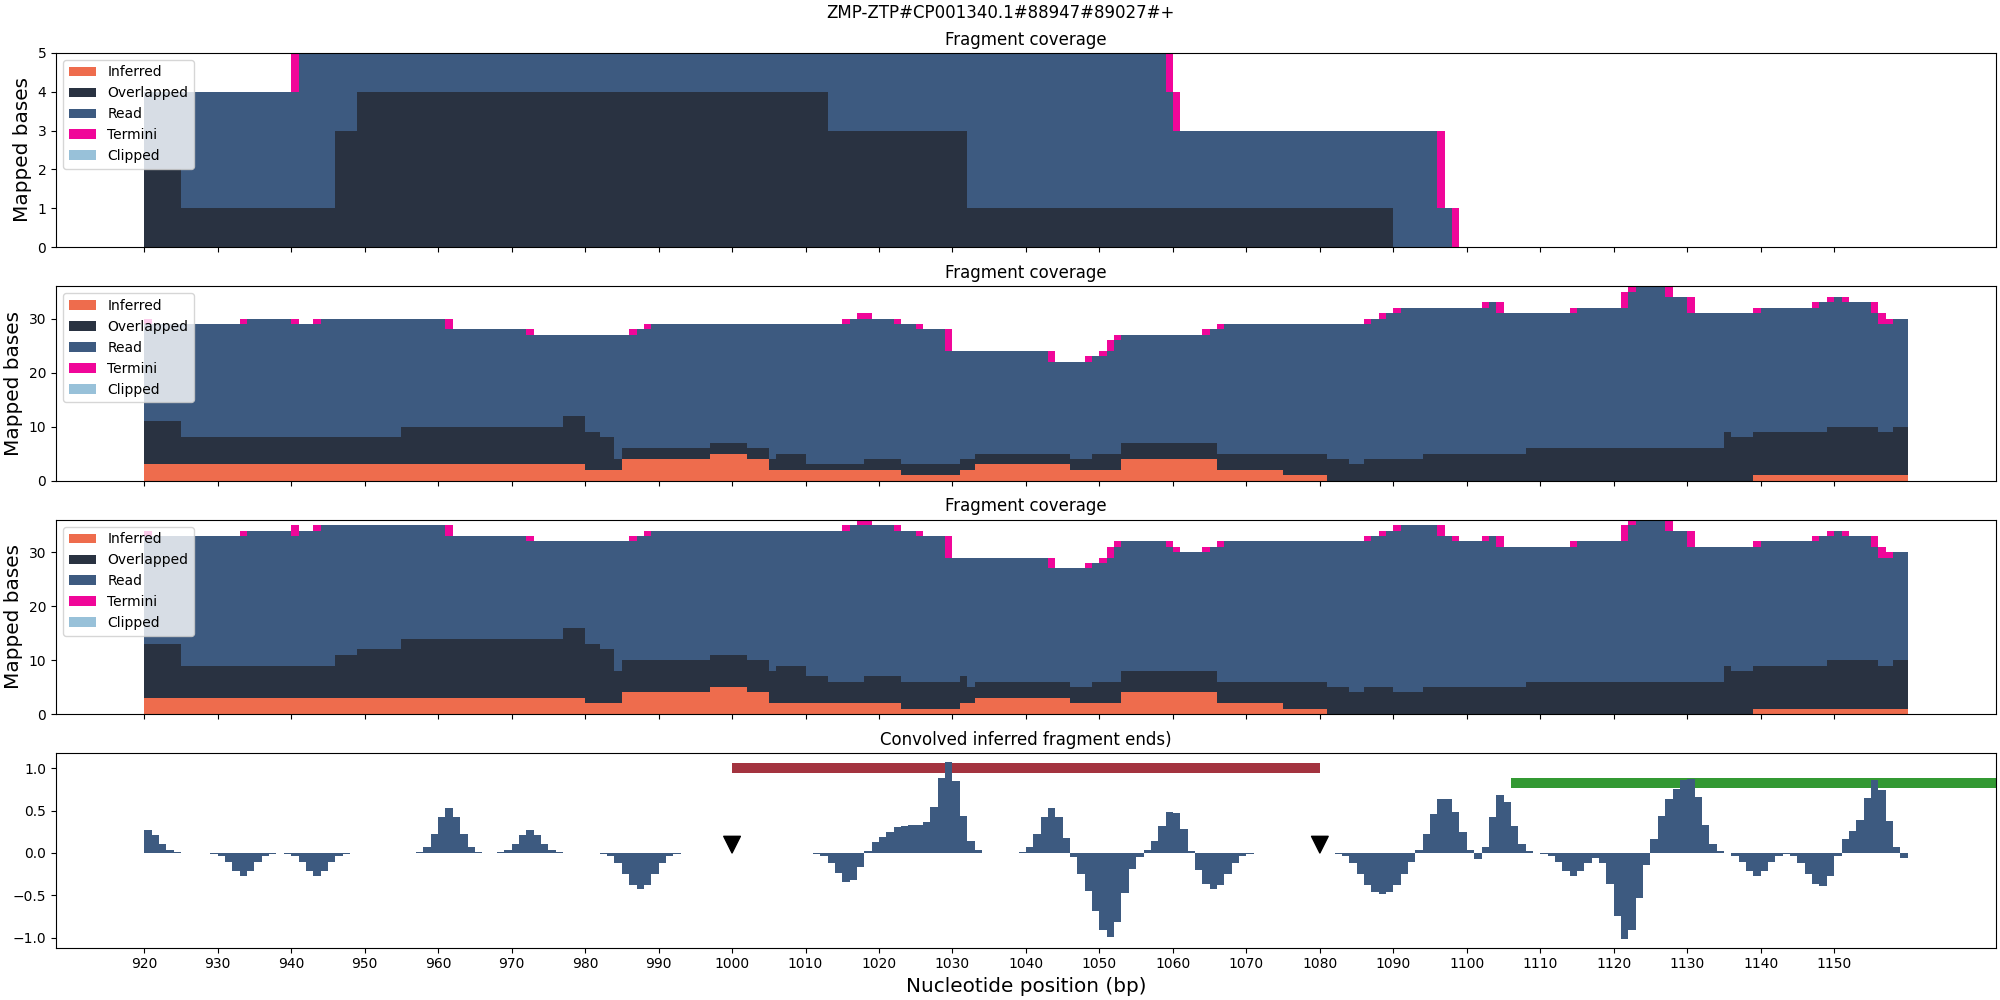 ZMP-ZTP#CP001340.1#88947#89027#+
Fragment coverage
Mapped bases
5
4
3
2
1
0
Inferred
Overlapped
Read
Termini
Clipped
Fragment coverage
Mapped bases
30
20
10
0
Inferred
Overlapped
Read
Termini
Clipped
Fragment coverage
Mapped bases
30
20
10
0
Inferred
Overlapped
Read
Termini
Clipped
Convolved inferred fragment ends)
1.0
0.5
0.0
−0.5
−1.0
920 930 940 950 960 970 980 990 1000 1010 1020 1030 1040 1050 1060 1070 1080 1090 1100 1110 1120 1130 1140 1150
Nucleotide position (bp)